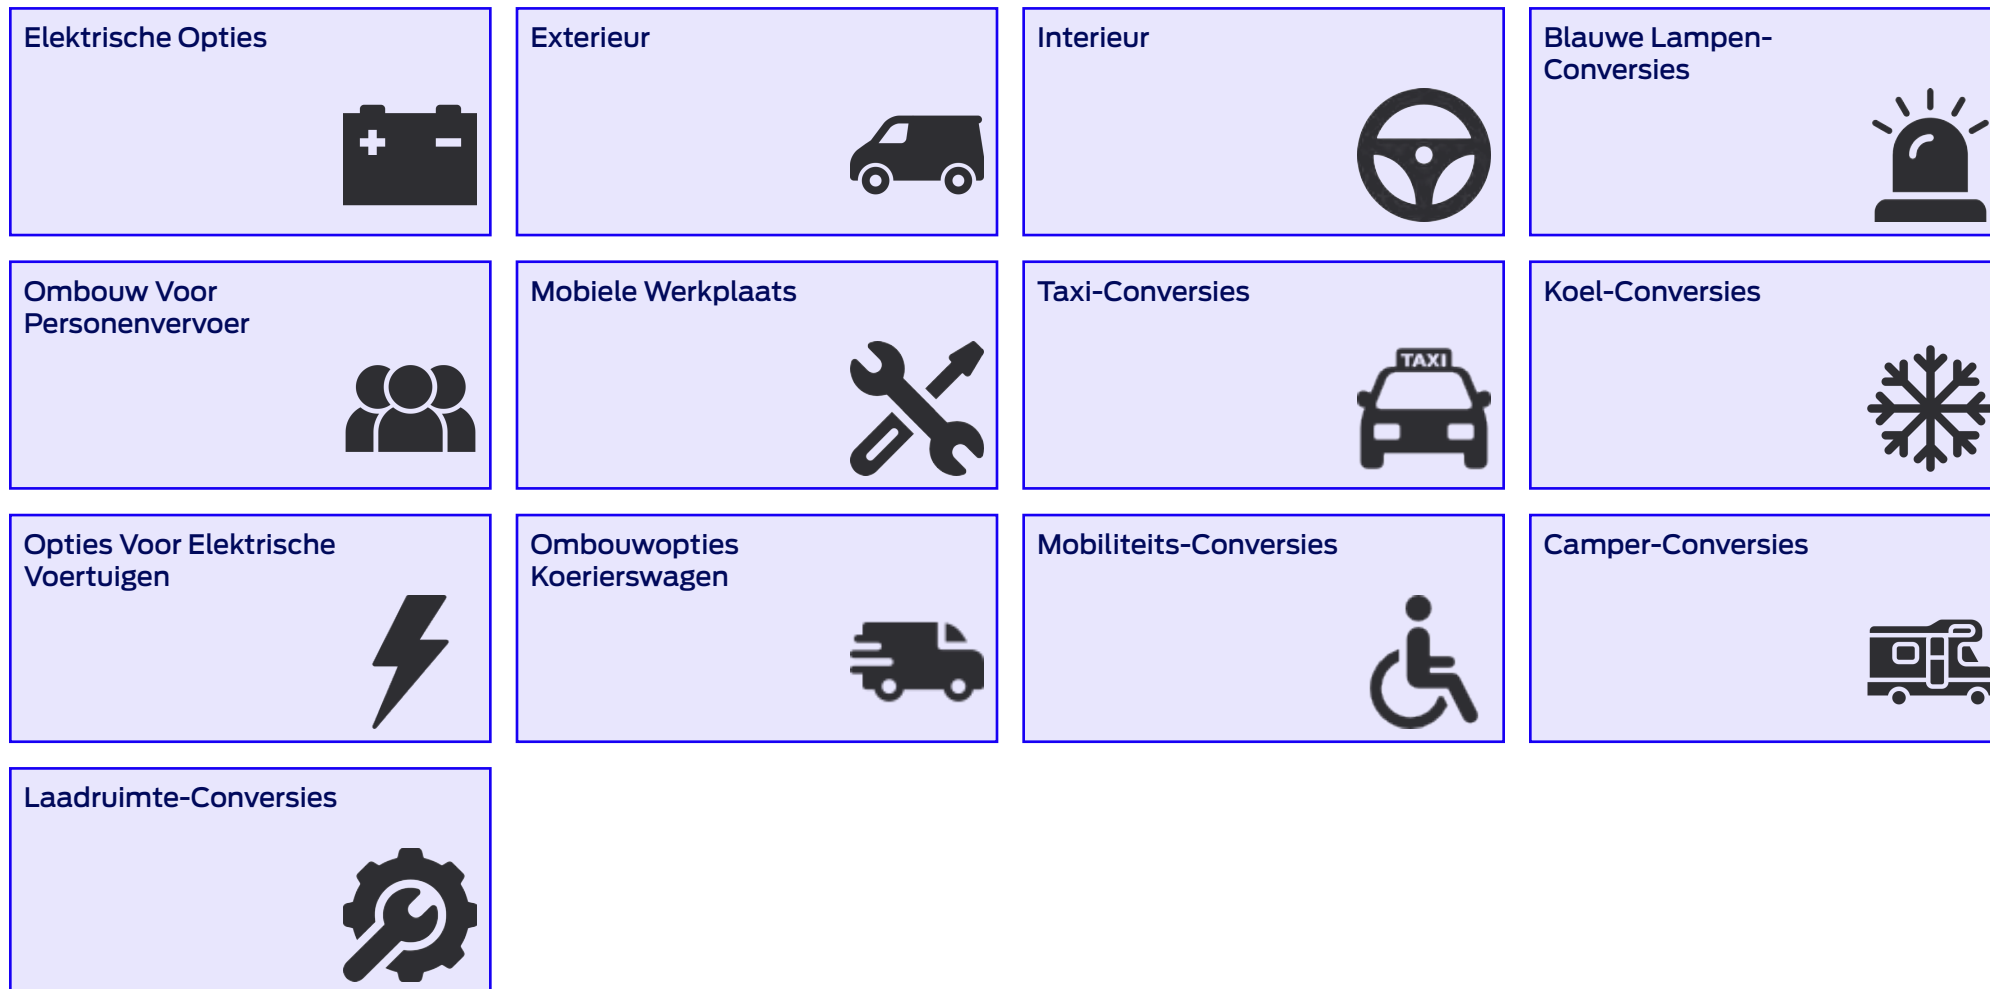 Elektrische Opties
Exterieur
Interieur
Blauwe Lampen-
Conversies
Ombouw Voor
Personenvervoer
Mobiele Werkplaats
Taxi-Conversies
TAXI
Koel-Conversies
Opties Voor Elektrische
Voertuigen
Ombouwopties
Koerierswagen
Mobiliteits-Conversies
Camper-Conversies
Laadruimte-Conversies